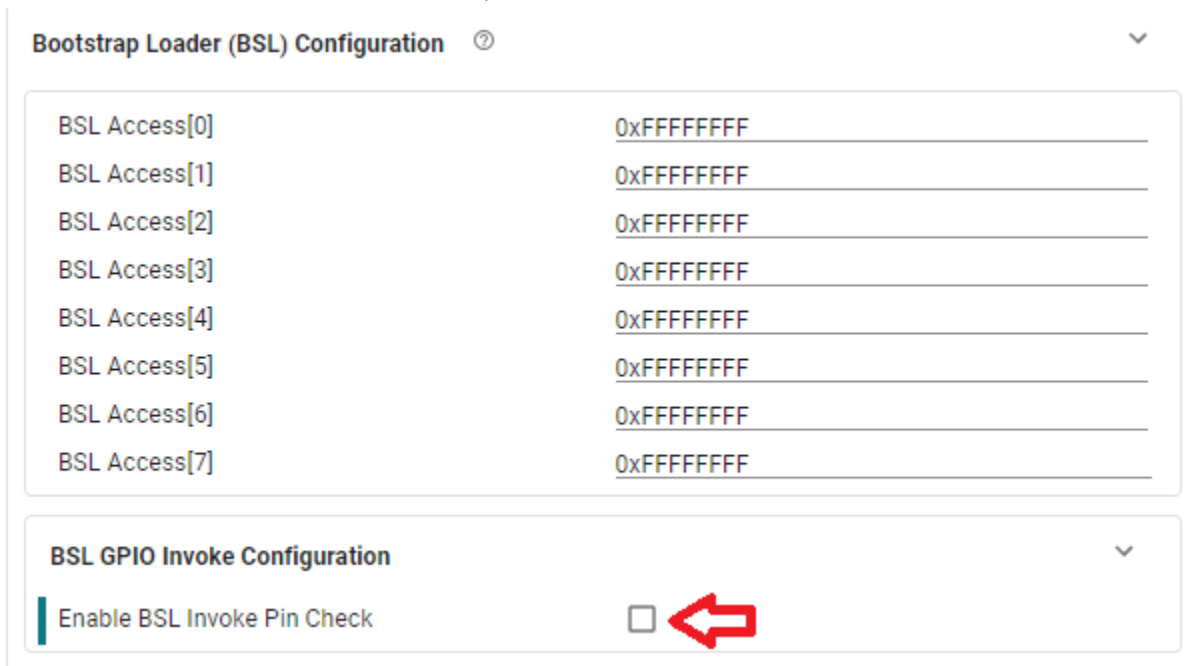 Bootstrap Loader (BSL) Configuration ?
BSL Access[0] 0xFFFFFFFF
BSL Access[1] 0xFFFFFFFF
BSL Access[2] 0xFFFFFFFF
BSL Access[3] 0xFFFFFFFF
BSL Access[4] 0xFFFFFFFF
BSL Access[5] 0xFFFFFFFF
BSL Access[6] 0xFFFFFFFF
BSL Access[7] 0xFFFFFFFF
BSL GPIO Invoke Configuration
Enable BSL Invoke Pin Check